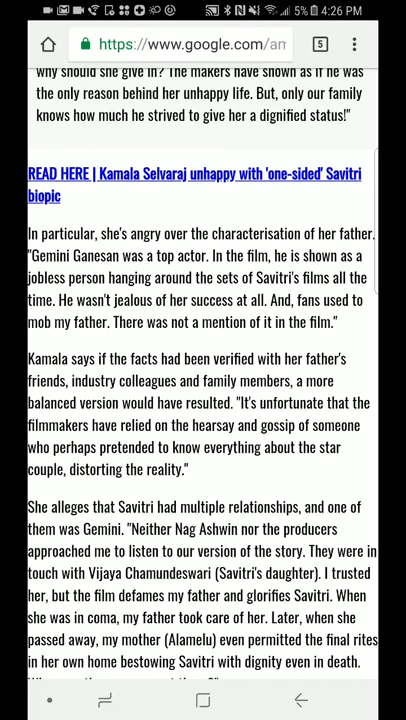 5% 4:26 PM
https://www.google.com/am
5
why should she give in? The makers have shown as if he was
the only reason behind her unhappy life. But, only our family
knows how much he strived to give her a dignified status!"
READ HERE | Kamala Selvaraj unhappy with 'one-sided' Savitri
biopic
In particular, she's angry over the characterisation of her father.
"Gemini Ganesan was a top actor. In the film, he is shown as a
jobless person hanging around the sets of Savitri's films all the
time. He wasn't jealous of her success at all. And, fans used to
mob my father. There was not a mention of it in the film."
Kamala says if the facts had been verified with her father's
friends, industry colleagues and family members, a more
balanced version would have resulted. "It's unfortunate that the
filmmakers have relied on the hearsay and gossip of someone
who perhaps pretended to know everything about the star
couple, distorting the reality."
She alleges that Savitri had multiple relationships, and one of
them was Gemini. "Neither Nag Ashwin nor the producers
approached me to listen to our version of the story. They were in
touch with Vijaya Chamundeswari (Savitri's daughter). I trusted
her, but the film defames my father and glorifies Savitri. When
she was in coma, my father took care of her. Later, when she
passed away, my mother (Alamelu) even permitted the final rites
in her own home bestowing Savitri with dignity even in death.